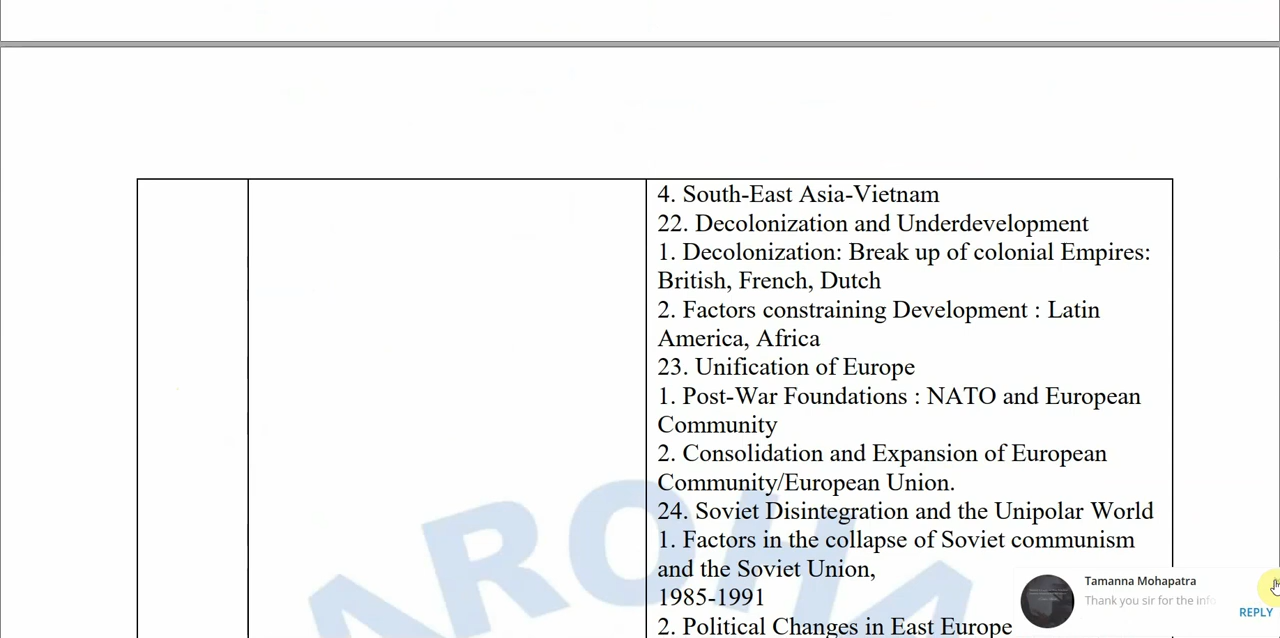 4. South-East Asia-Vietnam
22. Decolonization and Underdevelopment
1. Decolonization: Break up of colonial Empires:
British, French, Dutch
2. Factors constraining Development : Latin
America, Africa
23. Unification of Europe
1. Post-War Foundations : NATO and European
Community
2. Consolidation and Expansion of European
Community/European Union.
24. Soviet Disintegration and the Unipolar World
1. Factors in the collapse of Soviet communism
and the Soviet Union,
1985-1991
2. Political Changes in East Europe
AROHA
Tamanna Mohapatra
Thank you sir for the info
REPLY